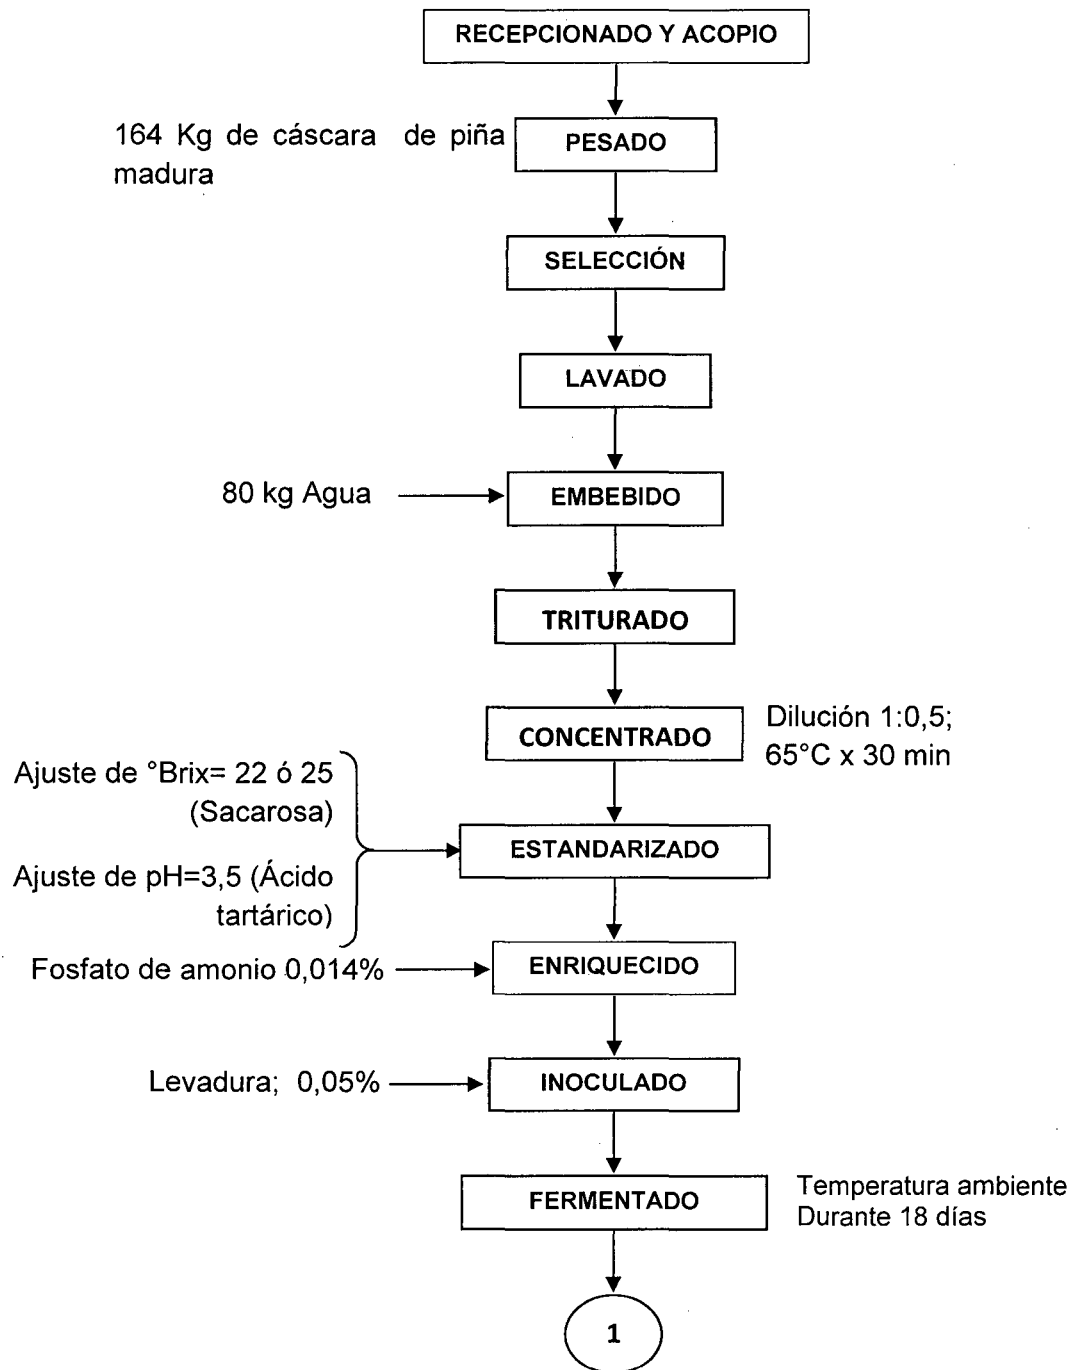 RECEPCIONADO Y ACOPIO
164 Kg de cáscara de piña
madura
PESADO
SELECCIÓN
LAVADO
80 kg Agua
EMBEBIDO
TRITURADO
CONCENTRADO
Dilución 1:0,5;
65°C x 30 min
Ajuste de °Brix= 22 ó 25
(Sacarosa)
Ajuste de pH=3,5 (Ácido
tartárico)
ESTANDARIZADO
Fosfato de amonio 0,014%
ENRIQUECIDO
Levadura; 0,05%
INOCULADO
FERMENTADO
Temperatura ambiente
Durante 18 días
1